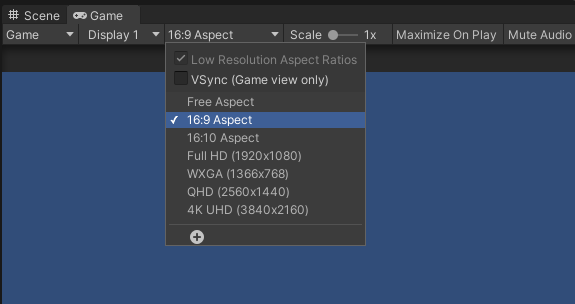 Scene Game
Game Display 1 16:9 Aspect Scale 1x Maximize On Play Mute Audio
Low Resolution Aspect Ratios
VSync (Game view only)
Free Aspect
16:9 Aspect
16:10 Aspect
Full HD (1920x1080)
WXGA (1366x768)
QHD (2560x1440)
4K UHD (3840x2160)